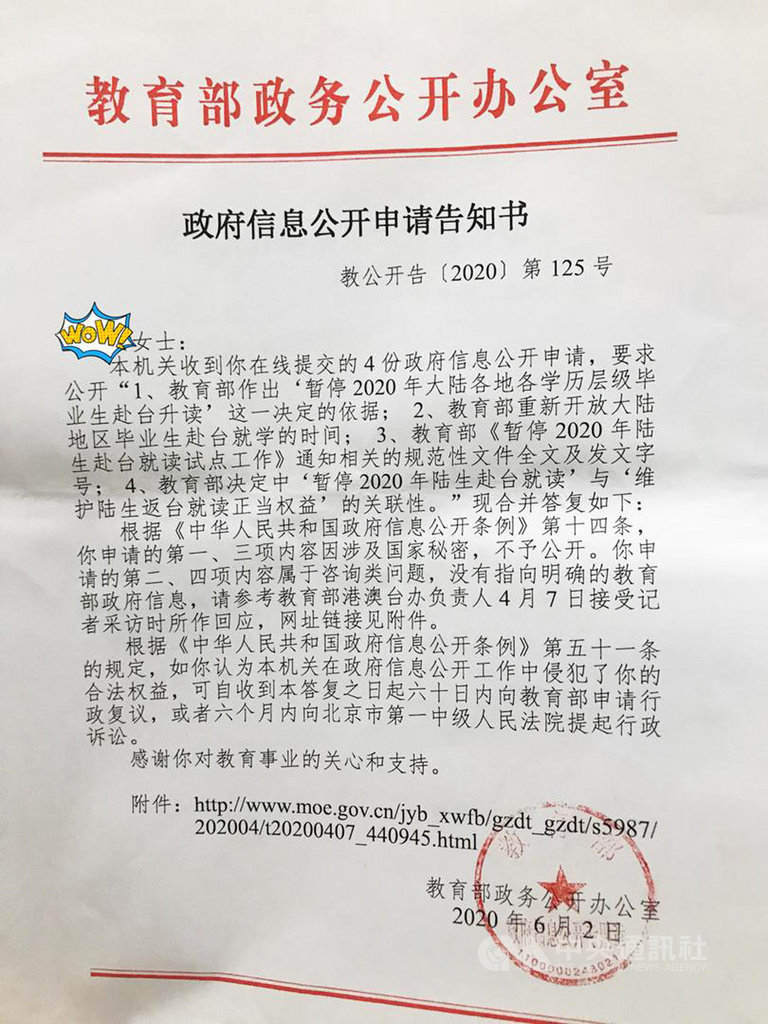 教育部政务公开办公室
政府信息公开申请告知书
教公开告〔2020〕第 125 号
WOW!
女士：
本机关收到你在线提交的 4 份政府信息公开申请，要求
公开“1、教育部作出‘暂停 2020 年大陆各地各学历层级毕
业生赴台升读’这一决定的依据； 2、教育部重新开放大陆
地区毕业生赴台就学的时间； 3、教育部《暂停 2020 年陆
生赴台就读试点工作》通知相关的规范性文件全文及发文字
号； 4、教育部决定中‘暂停 2020 年陆生赴台就读’与‘维
护陆生返台就读正当权益’的关联性。”现合并答复如下：
根据《中华人民共和国政府信息公开条例》第十四条，
你申请的第一、三项内容因涉及国家秘密，不予公开。你申
请的第二、四项内容属于咨询类问题，没有指向明确的教育
部政府信息，请参考教育部港澳台办负责人 4 月 7 日接受记
者采访时所作回应，网址链接见附件。
根据《中华人民共和国政府信息公开条例》第五十一条
的规定，如你认为本机关在政府信息公开工作中侵犯了你的
合法权益，可自收到本答复之日起六十日内向教育部申请行
政复议，或者六个月内向北京市第一中级人民法院提起行政
诉讼。
感谢你对教育事业的关心和支持。
附件：http://www.moe.gov.cn/jyb_xwfb/gzdt_gzdt/s5987/
202004/t20200407_440945.html
教育部
教育部政务公开办公室
2020 年 6 月 2 日
中央通訊社
NEWS AGENCY